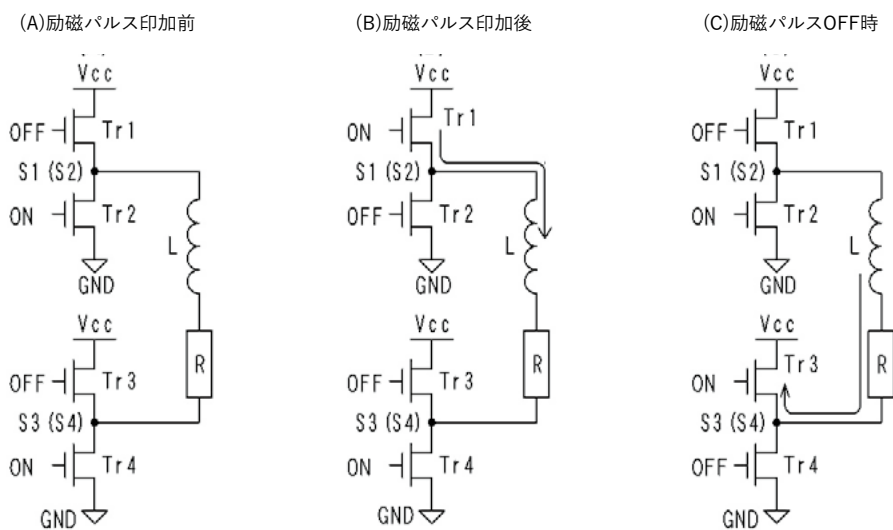 (A)励磁パルス印加前
Vcc
OFF
Tr1
S1(S2)
ON
Tr2
L
GND
Vcc
R
OFF
Tr3
S3(S4)
ON
Tr4
GND
(B)励磁パルス印加後
Vcc
ON
Tr1
S1(S2)
OFF
Tr2
L
GND
Vcc
R
OFF
Tr3
S3(S4)
ON
Tr4
GND
(C)励磁パルスOFF時
Vcc
OFF
Tr1
S1(S2)
ON
Tr2
L
GND
Vcc
R
ON
Tr3
S3(S4)
OFF
Tr4
GND